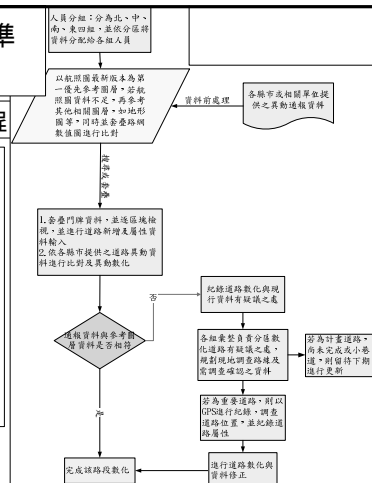 準
程
人員分組：分為北、中、
南、東四組，並依分區將
資料分配給各組人員
以航照圖最新版本為第
一優先參考圖層，若航
照圖資料不足，再參考
其他相關圖層，如地形
圖等，同時並套疊路網
數值圖進行比對
資料前處理
各縣市或相關單位提
供之異動通報資料
搜尋或套疊
1.套疊門牌資料，並逐區塊檢
視，並進行道路新增產屬性資
料輸入
2.依各縣市提供之道路異動資
料進行比對及異動數化
否
紀錄道路數化與現
行資料有疑議之處
通報資料與參考圖
層資料是否相符
各組彙整負責分區數
化道路有疑議之處，
規劃現地調查路線及
需調查確認之資料
若為計畫道路，
尚未完成或小巷
道，則留待下期
進行更新
若為重要道路，則以
GPS進行紀錄，調查
道路位置，並紀錄道
路屬性
是
完成該路段數化
進行道路數化與
資料修正